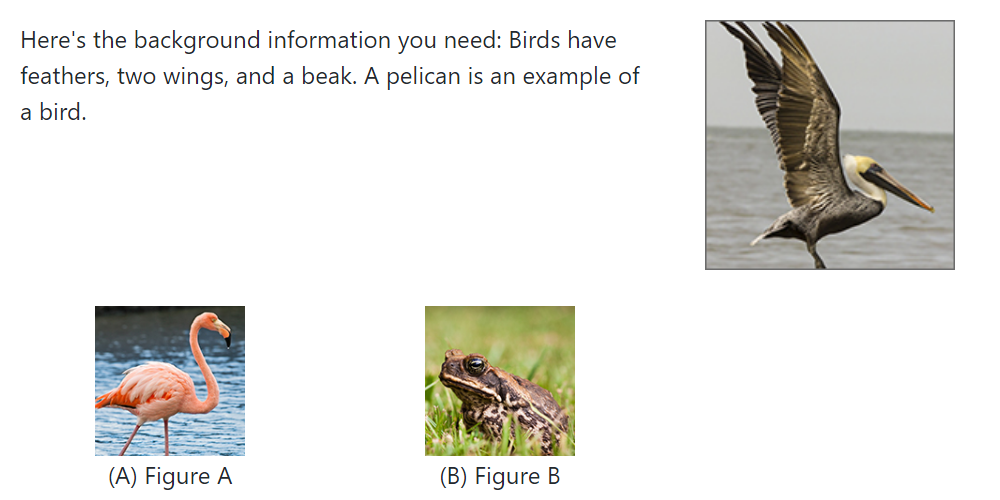 Here's the background information you need: Birds have
feathers, two wings, and a beak. A pelican is an example of
a bird.
(A) Figure A
(B) Figure B